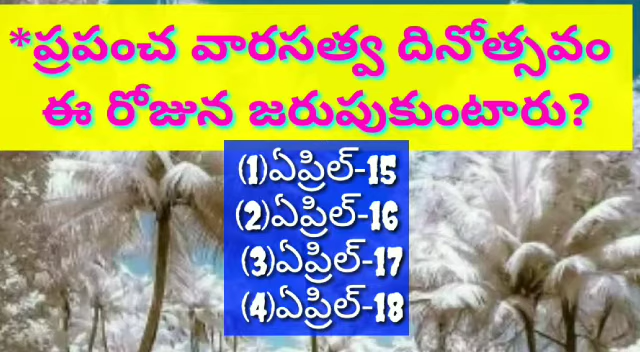 *ప్రపంచ వారసత్వ దినోత్సవం
ఈ రోజున జరుపుకుంటారు?
(1)ఏప్రిల్-15
(2)ఏప్రిల్-16
(3)ఏప్రిల్-17
(4)ఏప్రిల్-18